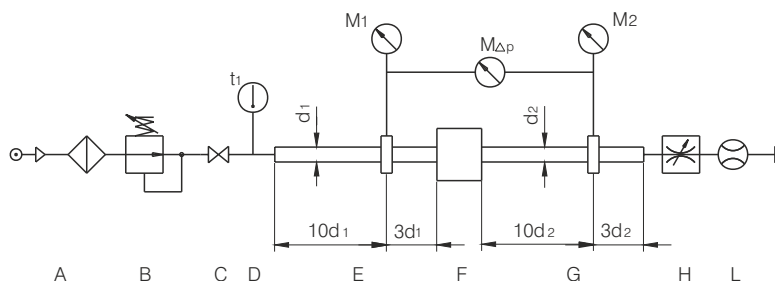 M1
M2
MΔp
t1
d1
d2
10d1
3d1
10d2
3d2
A B C D E F G H L